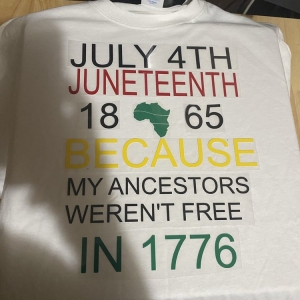 JULY 4TH
JUNETEENTH
18 65
BECAUSE
MY ANCESTORS
WEREN'T FREE
IN 1776